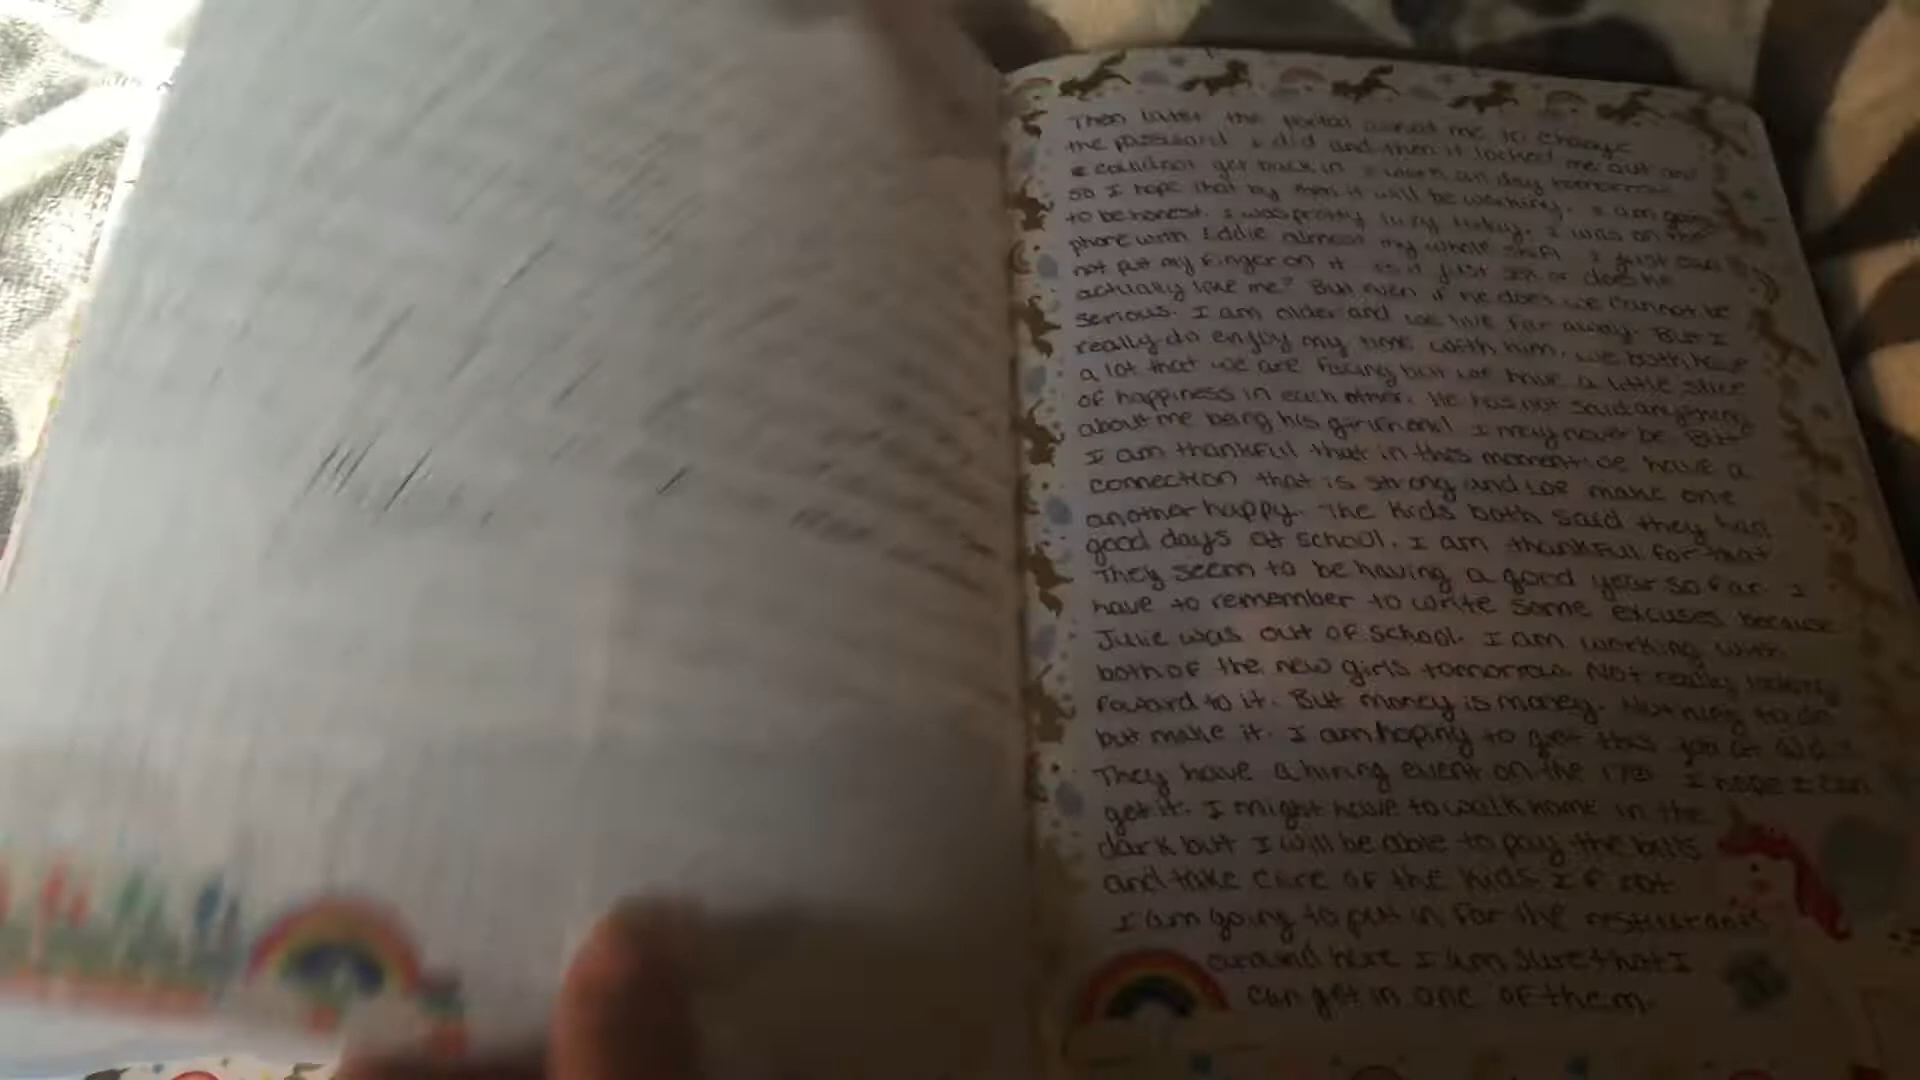 Then later the portal asked me to change
the password I did and then it locked me out and
I couldnot get back in I work all day tomorrow
so I hope that by then it will be working. I am going
to be honest. I was pretty lazy today. I was on the
phone with Eddie almost my whole shift I just can
not put my finger on it is it just sex or does he
actually love me? But even if he does we cannot be
serious. I am older and we live far away. But I
really do enjoy my time with him. we both have
a lot that we are facing but we have a little slice
of happiness in each other. He has not said anything
about me being his girlfriend I may never be But
I am thankful that in this moment we have a
connection that is strong and we make one
another happy. The kids both said they had
good days at school. I am thankful for that
They seem to be having a good year so far. I
have to remember to write some excuses because
Julie was out of school. I am working with
both of the new girls tomorrow Not really looking
foward to it. But money is money. Nothing to do
but make it. I am hoping to get this job at
They have a hiring event on the 17th I hope I can
get it. I might have to walk home in the
dark but I will be able to pay the bills
and take care of the kids If not
I am going to put in for the restaurants
around here I am sure that I
can get in one of them.